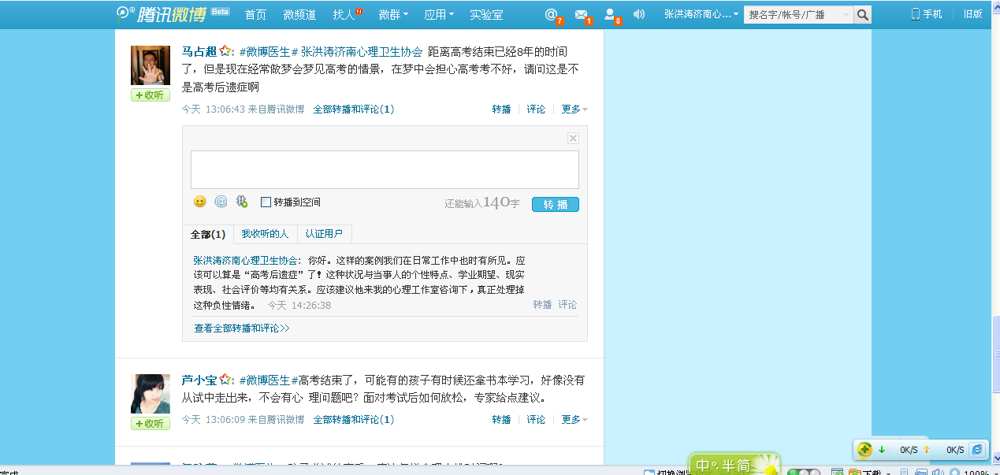 腾讯微博 Beta 首页 微频道 找人 N 微群 应用 实验室 @ 7 1 8 张洪涛济南心... 搜名字/帐号/广播 手机 旧版
马占超: #微博医生# 张洪涛济南心理卫生协会 距离高考结束已经8年的时间
了，但是现在经常做梦会梦见高考的情景，在梦中会担心高考考不好，请问这是不
是高考后遗症啊
+收听
今天 13:06:43 来自腾讯微博 全部转播和评论(1) 转播 评论 更多
@ 转播到空间 还能输入140字 转播
全部(1) 我收听的人 认证用户
张洪涛济南心理卫生协会: 你好。这样的案例我们在日常工作中也时有所见。应
该可以算是“高考后遗症”了！这种状况与当事人的个性特点、学业期望、现实
表现、社会评价等均有关系。应该建议他来我的心理工作室咨询下，真正处理掉
这种负性情绪。 今天 14:26:38 转播 评论
查看全部转播和评论>>
芦小宝: #微博医生#高考结束了，可能有的孩子有时候还拿书本学习，好像没有
从试中走出来，不会有心 理问题吧？面对考试后如何放松，专家给点建议。
+收听
今天 13:06:09 来自腾讯微博 全部转播和评论(1) 转播 评论 更多
0K/S 0K/S
中 半 简
完成 切换浏览 下载 100%